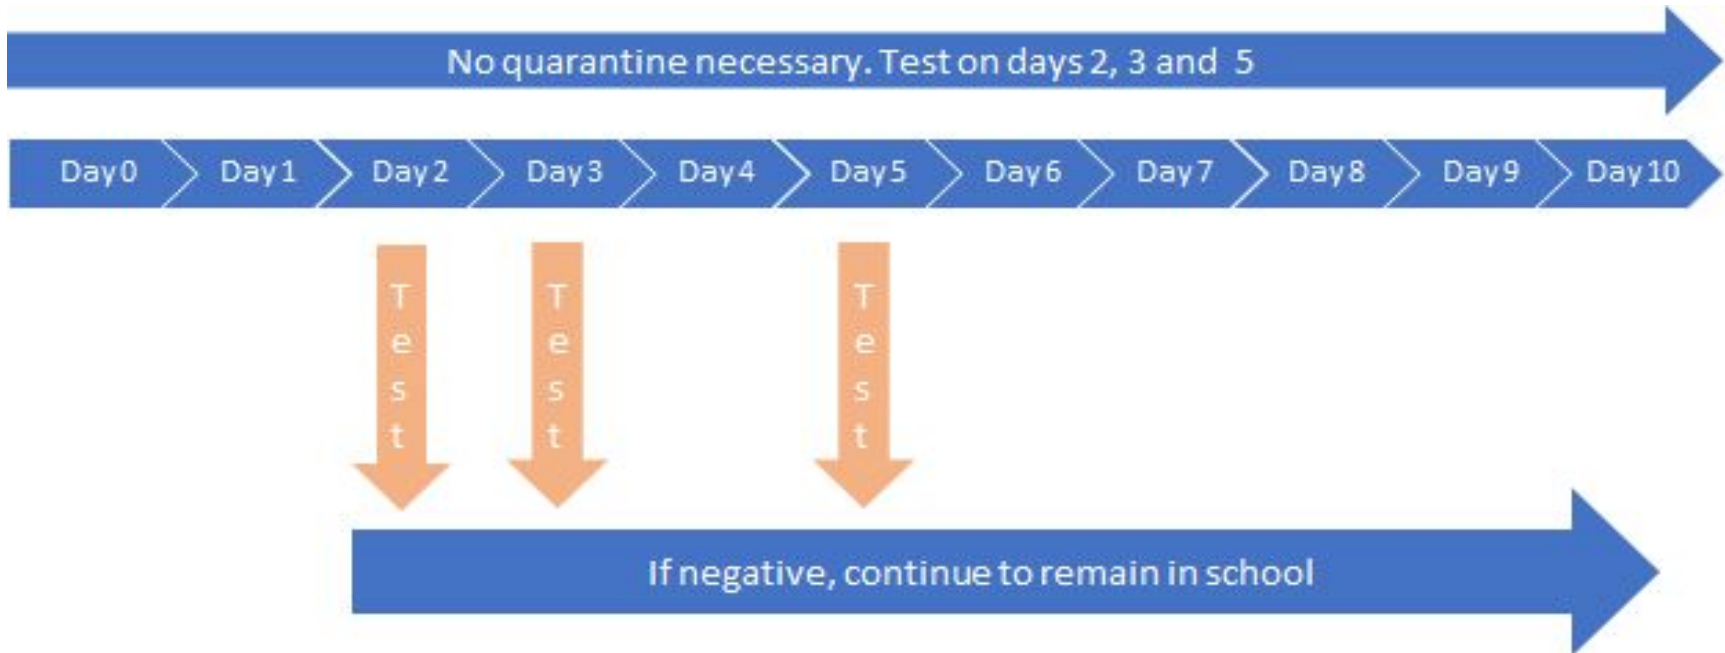 No quarantine necessary. Test on days 2, 3 and 5
Day 0 Day 1 Day 2 Day 3 Day 4 Day 5 Day 6 Day 7 Day 8 Day 9 Day 10
Test Test Test
If negative, continue to remain in school